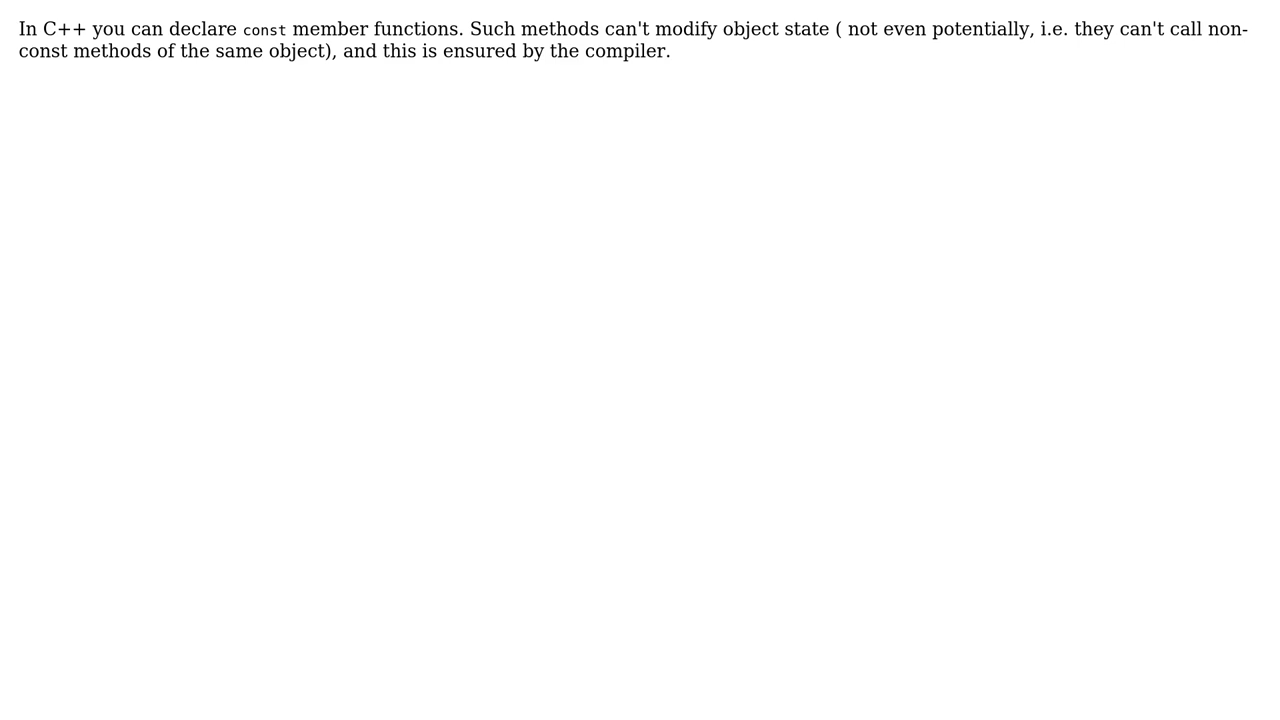 In C++ you can declare const member functions. Such methods can't modify object state ( not even potentially, i.e. they can't call non-
const methods of the same object), and this is ensured by the compiler.